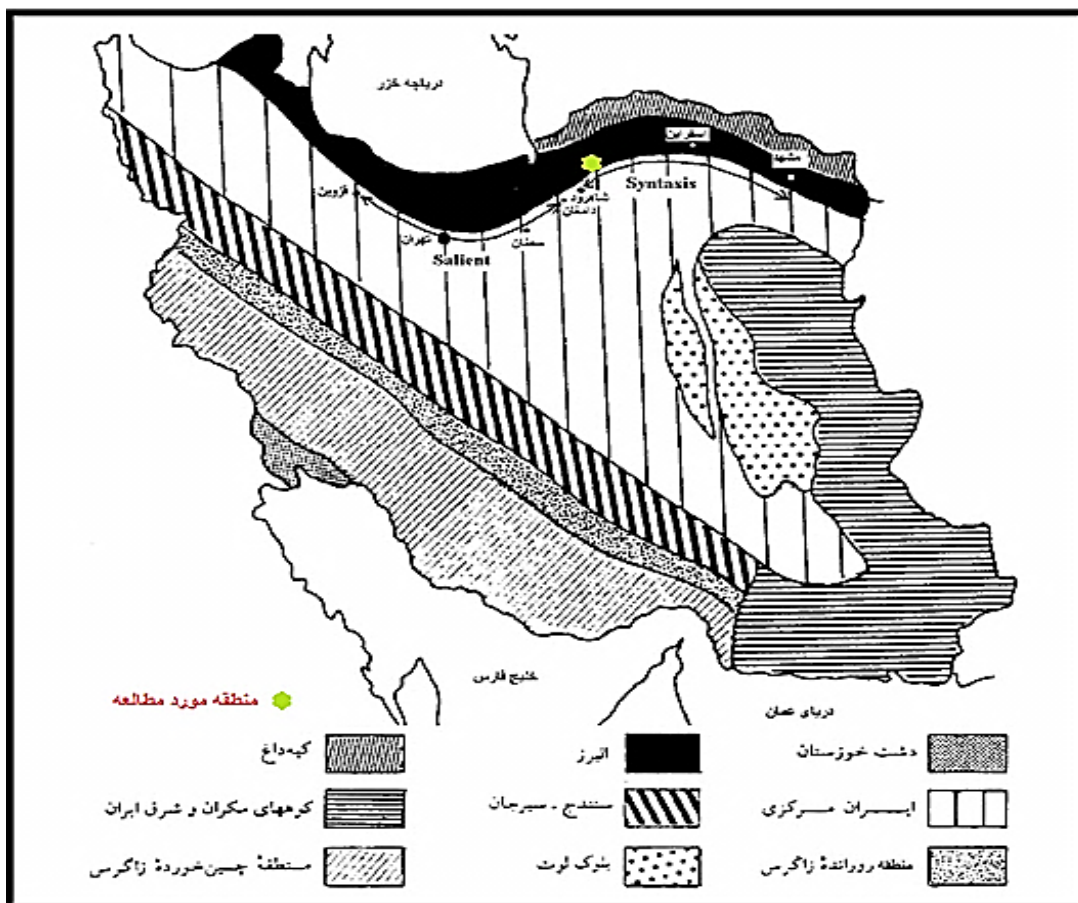 دریاچه خزر
اسفراین
مشهد
Syntasis
شاهرود
دامغان
قزوین
سمنان
تهران
Salient
خلیج فارس
دریای عمان
منطقه مورد مطالعه
دشت خوزستان
البرز
کپه‌داغ
ایران مرکزی
سنندج - سیرجان
کوههای مکران و شرق ایران
منطقه روراندهٔ زاگرس
بلوک لوت
منطقهٔ چین‌خوردهٔ زاگرس